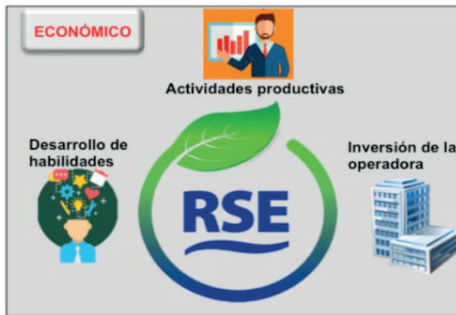 ECONÓMICO
Actividades productivas
Desarrollo de
habilidades
Inversión de la
operadora
RSE